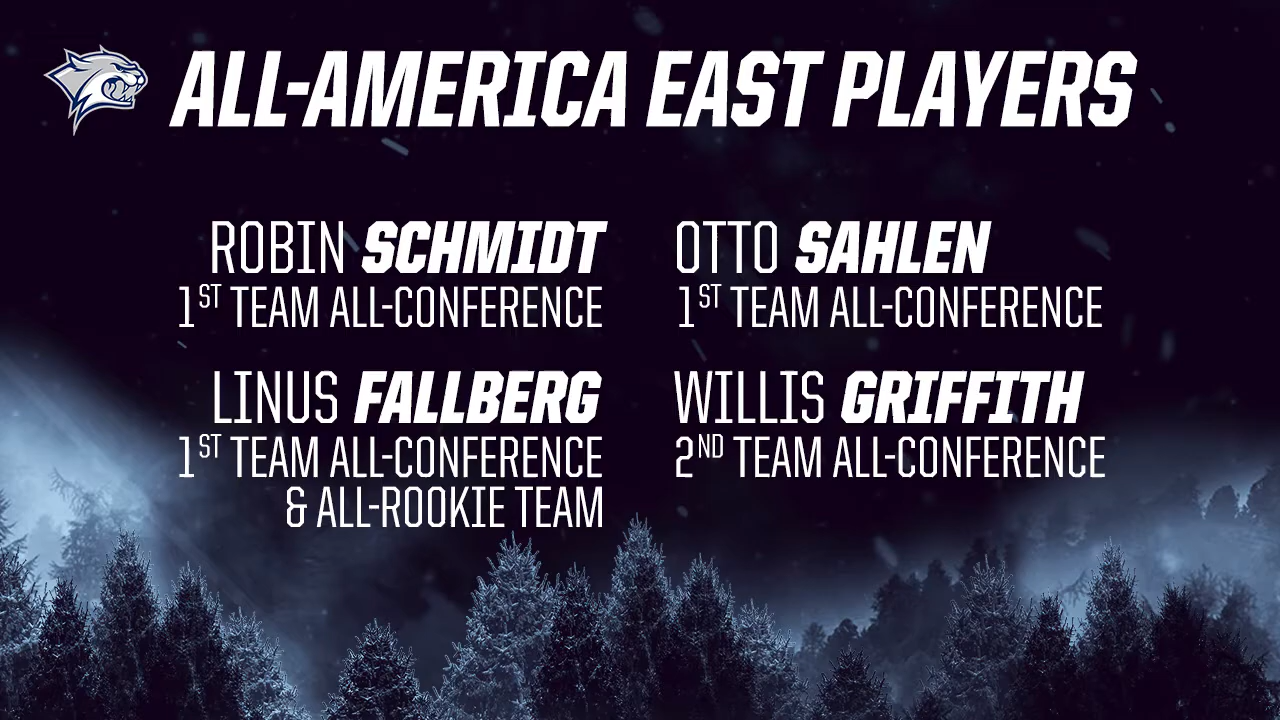 ALL-AMERICA EAST PLAYERS
ROBIN SCHMIDT
1ST TEAM ALL-CONFERENCE
OTTO SAHLEN
1ST TEAM ALL-CONFERENCE
LINUS FALLBERG
1ST TEAM ALL-CONFERENCE
& ALL-ROOKIE TEAM
WILLIS GRIFFITH
2ND TEAM ALL-CONFERENCE